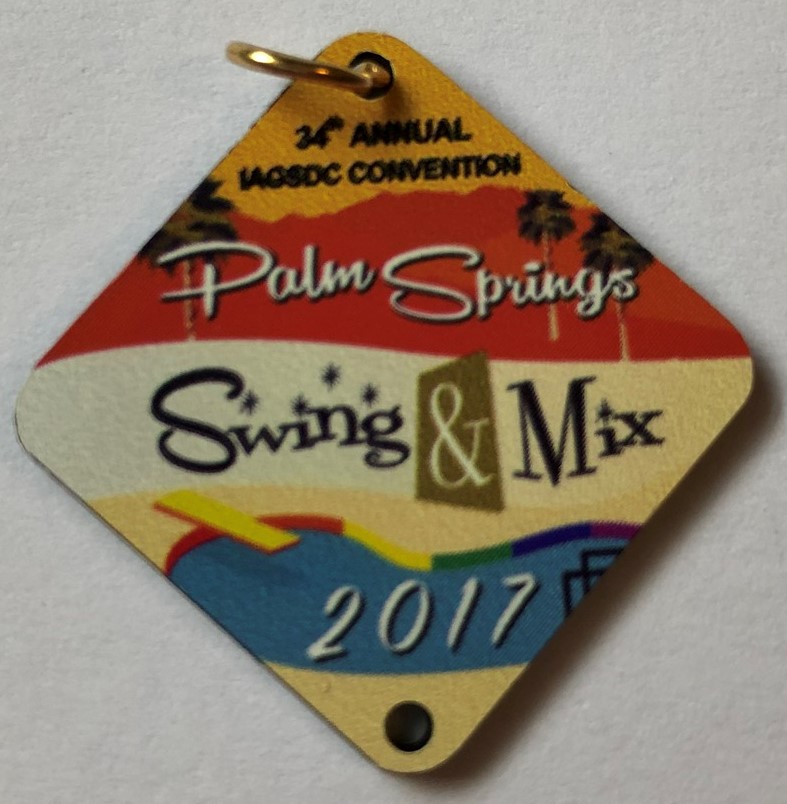 34th ANNUAL
IAGSDC CONVENTION
Palm Springs
Swing & Mix
2017